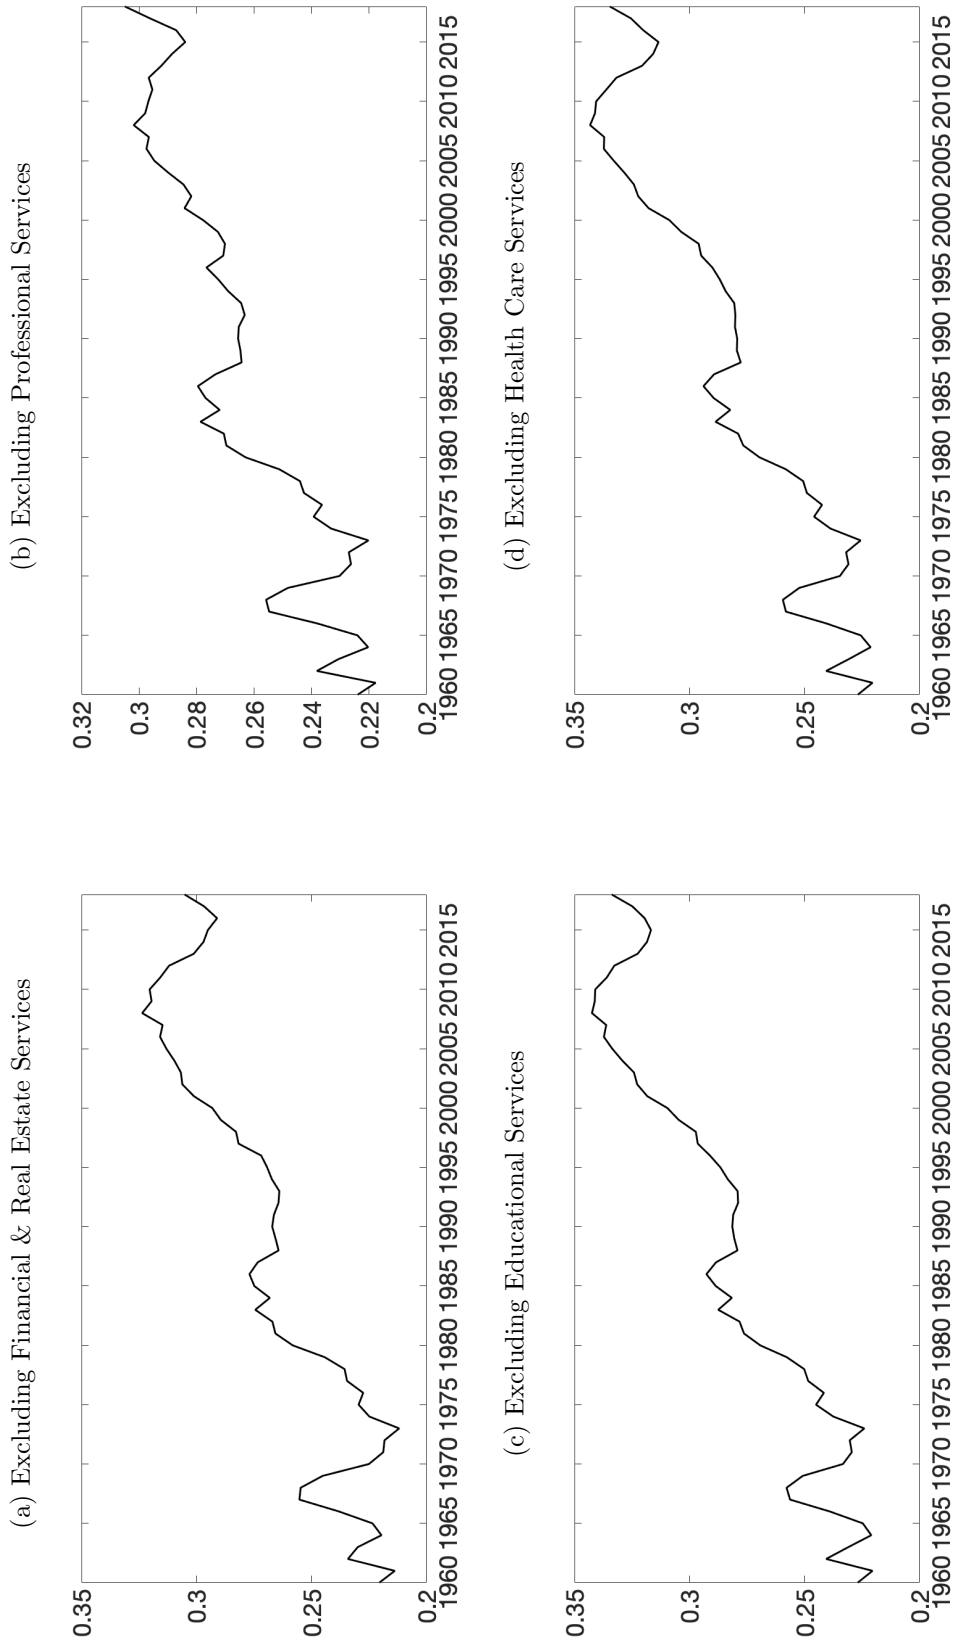 (a) Excluding Financial & Real Estate Services
0.35
0.3
0.25
0.2
1960 1965 1970 1975 1980 1985 1990 1995 2000 2005 2010 2015
(b) Excluding Professional Services
0.32
0.3
0.28
0.26
0.24
0.22
0.2
1960 1965 1970 1975 1980 1985 1990 1995 2000 2005 2010 2015
(c) Excluding Educational Services
0.35
0.3
0.25
0.2
1960 1965 1970 1975 1980 1985 1990 1995 2000 2005 2010 2015
(d) Excluding Health Care Services
0.35
0.3
0.25
0.2
1960 1965 1970 1975 1980 1985 1990 1995 2000 2005 2010 2015